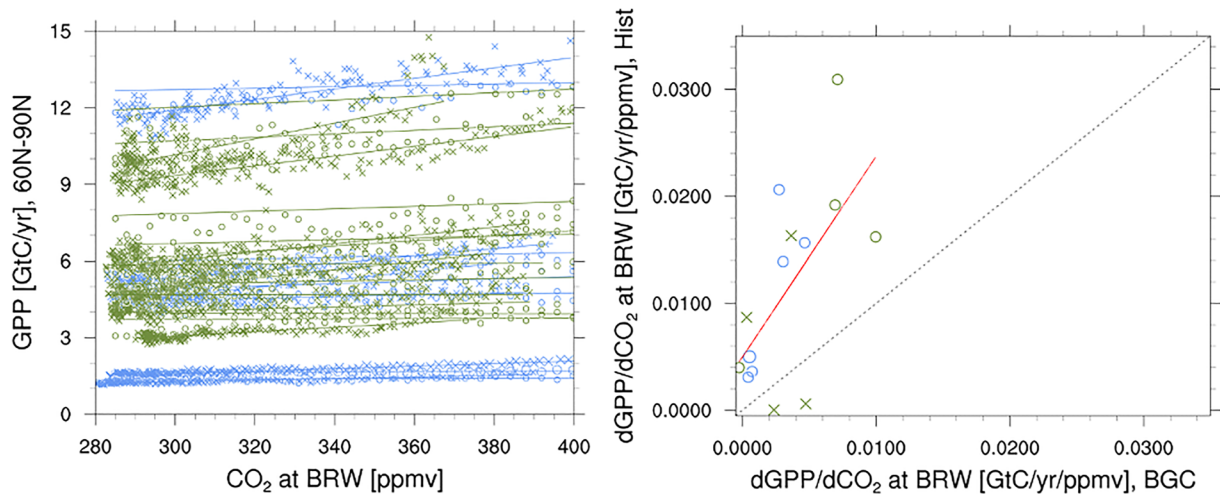 GPP [GtC/yr], 60N-90N
15
12
9
6
3
0
280 300 320 340 360 380 400
CO₂ at BRW [ppmv]
dGPP/dCO₂ at BRW [GtC/yr/ppmv], Hist
0.0300
0.0200
0.0100
0.0000
0.0000 0.0100 0.0200 0.0300
dGPP/dCO₂ at BRW [GtC/yr/ppmv], BGC